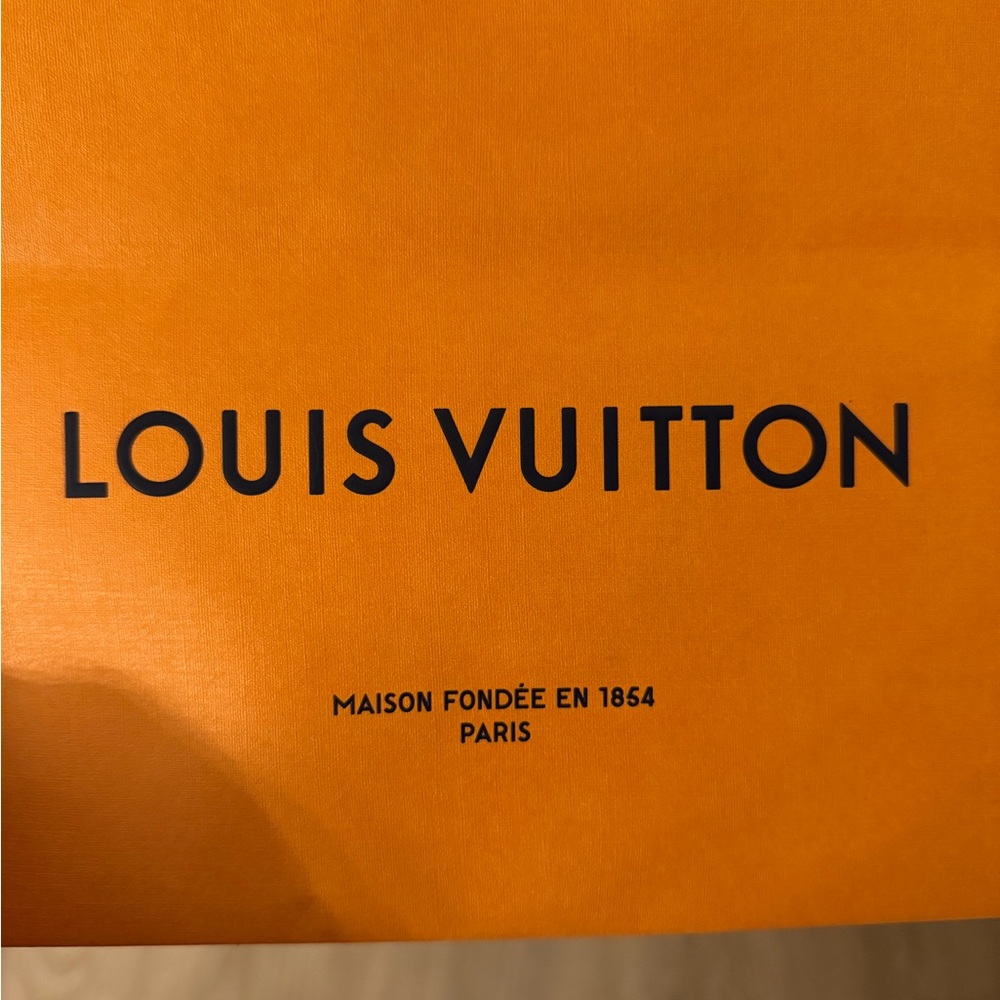 LOUIS VUITTON
MAISON FONDÉE EN 1854
PARIS